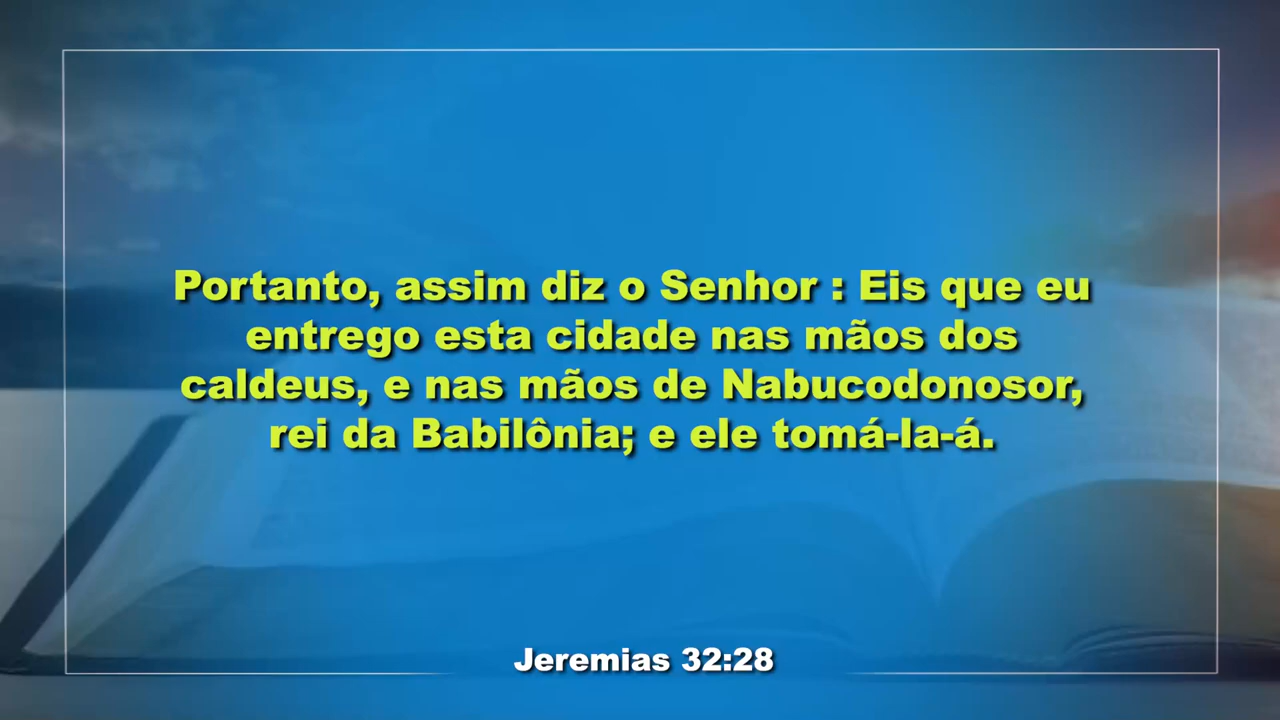 Portanto, assim diz o Senhor : Eis que eu
entrego esta cidade nas mãos dos
caldeus, e nas mãos de Nabucodonosor,
rei da Babilônia; e ele tomá-la-á.
Jeremias 32:28